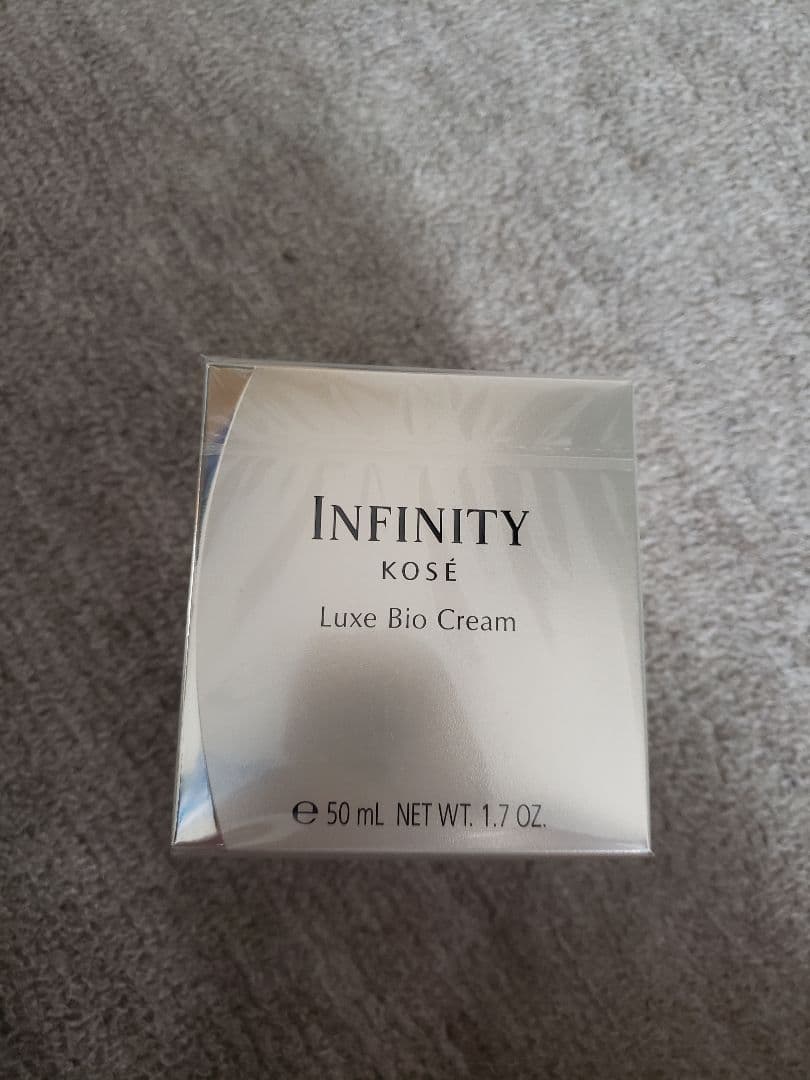 INFINITY
KOSÉ
Luxe Bio Cream
℮ 50 mL NET WT. 1.7 OZ.